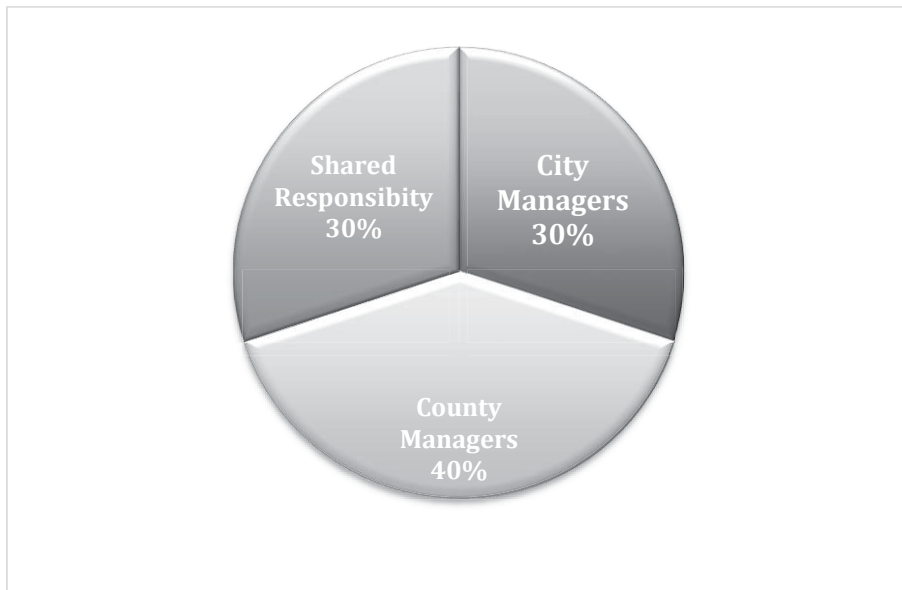 Shared
Responsibity
30%
City
Managers
30%
County
Managers
40%